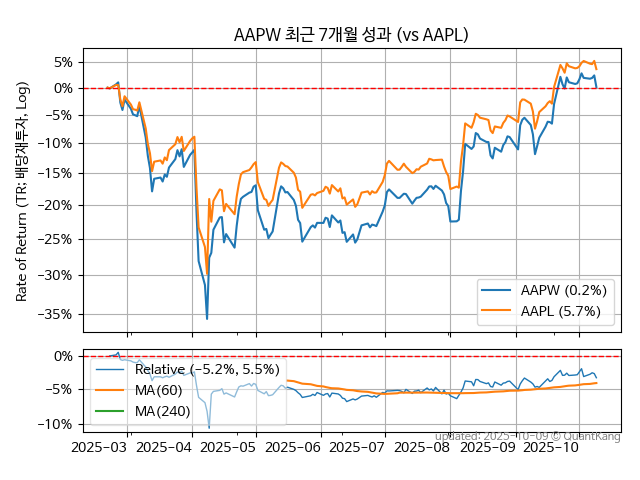 AAPW 최근 7개월 성과 (vs AAPL)
Rate of Return (TR: 배당재투자, Log)
5%
0%
−5%
−10%
−15%
−20%
−25%
−30%
−35%
AAPW (0.2%)
AAPL (5.7%)
0%
−5%
−10%
Relative (−5.2%, 5.5%)
MA(60)
MA(240)
updated: 2025-10-09 © QuantKang
2025-03 2025-04 2025-05 2025-06 2025-07 2025-08 2025-09 2025-10